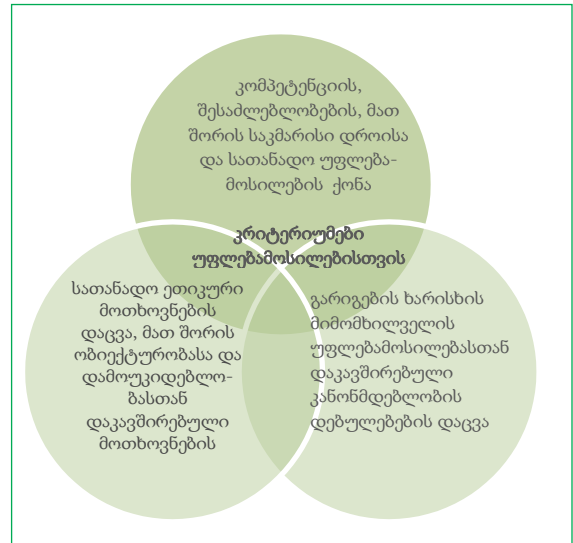 კომპეტენციის,
შესაძლებლობების, მათ
შორის საკმარისი დროისა
და სათანადო უფლება-
მოსილების ქონა
კრიტერიუმები
უფლებამოსილებისთვის
სათანადო ეთიკური
მოთხოვნების
დაცვა, მათ შორის
ობიექტურობასა და
დამოუკიდებლო-
ბასთან
დაკავშირებული
მოთხოვნების
გარიგების ხარისხის
მიმომხილველის
უფლებამოსილებასთან
დაკავშირებული
კანონმდებლობის
დებულებების დაცვა